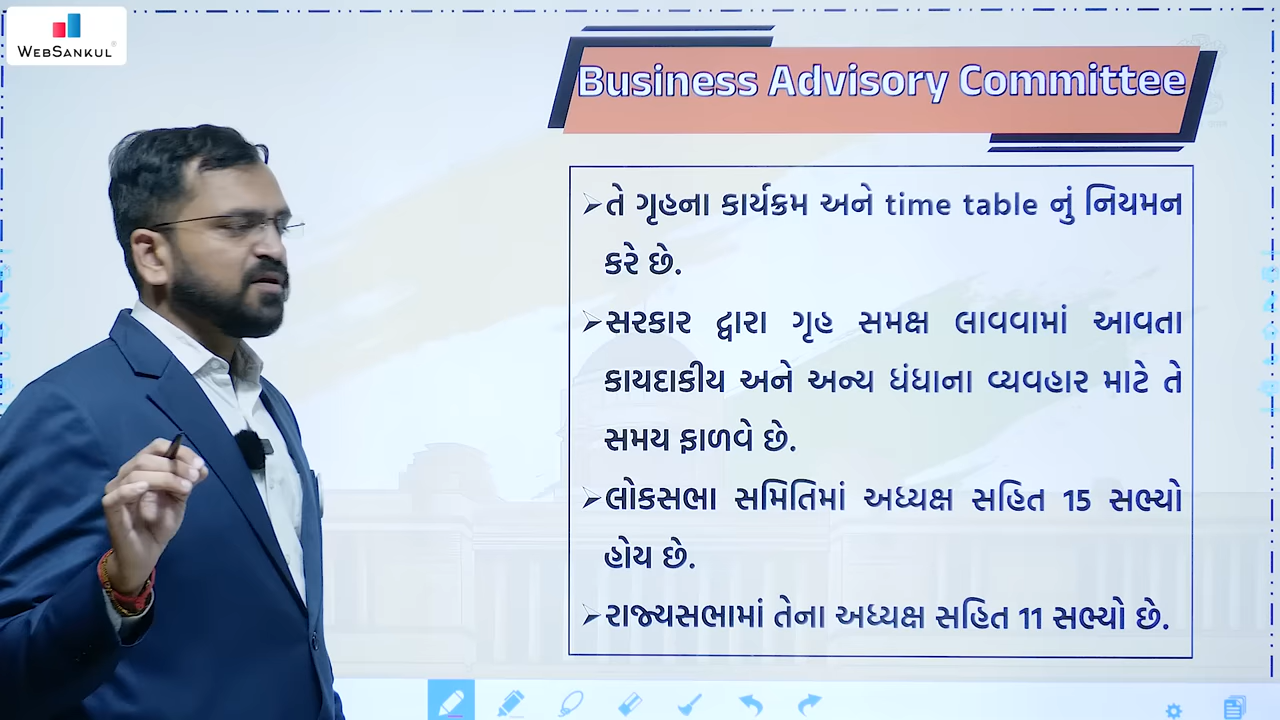 WEBSANKUL
Business Advisory Committee
➢તે ગૃહના કાર્યક્રમ અને time table નું નિયમન
કરે છે.
➢સરકાર દ્વારા ગૃહ સમક્ષ લાવવામાં આવતા
કાયદાકીય અને અન્ય ધંધાના વ્યવહાર માટે તે
સમય ફાળવે છે.
➢લોકસભા સમિતિમાં અધ્યક્ષ સહિત 15 સભ્યો
હોય છે.
➢રાજ્યસભામાં તેના અધ્યક્ષ સહિત 11 સભ્યો છે.